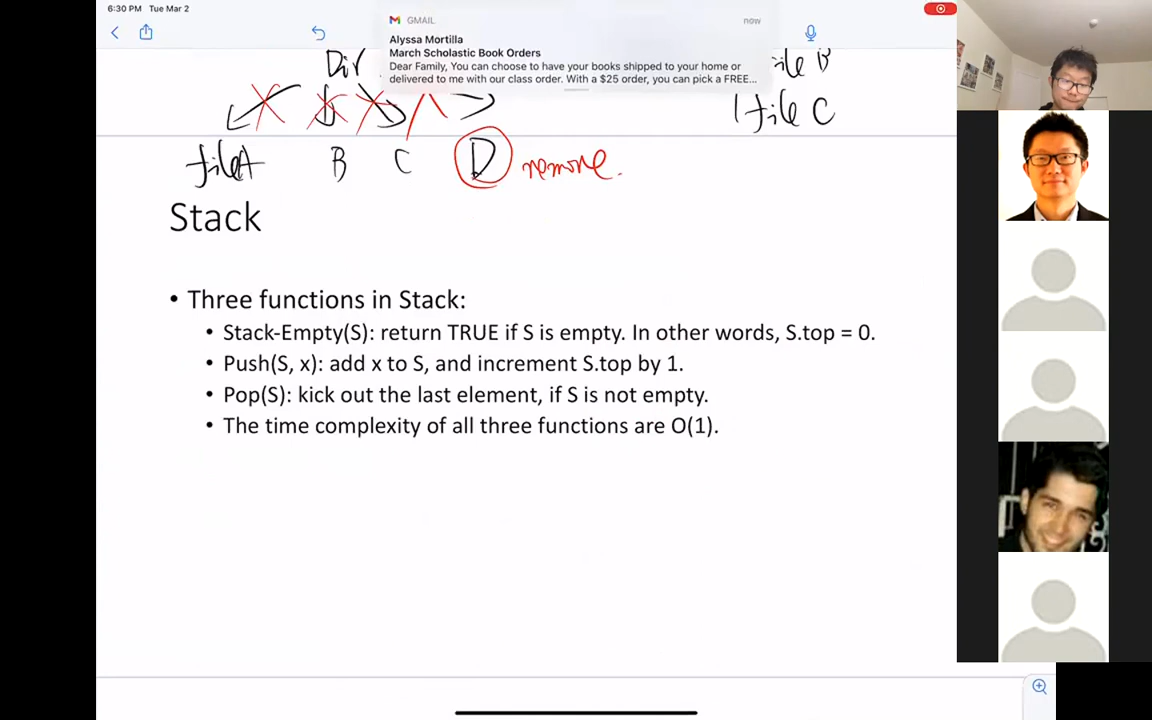 6:30 PM Tue Mar 2
GMAIL
now
Alyssa Mortilla
March Scholastic Book Orders
Dear Family, You can choose to have your books shipped to your home or
delivered to me with our class order. With a $25 order, you can pick a FREE...
Dir
file B
file C
file A B C D remove.
Stack
• Three functions in Stack:
• Stack-Empty(S): return TRUE if S is empty. In other words, S.top = 0.
• Push(S, x): add x to S, and increment S.top by 1.
• Pop(S): kick out the last element, if S is not empty.
• The time complexity of all three functions are O(1).